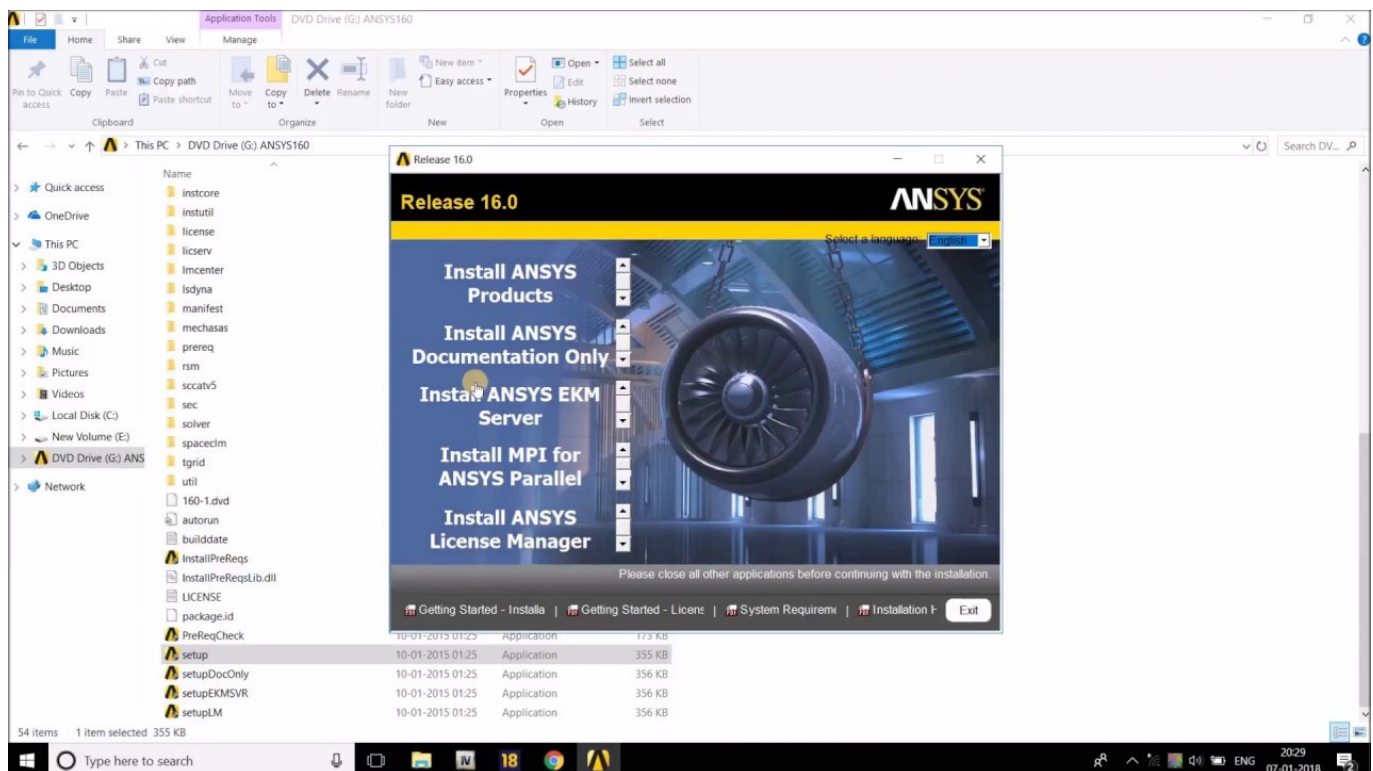 Application Tools
DVD Drive (G:) ANSYS160
File
Home
Share
View
Manage
Pin to Quick access
Copy
Paste
Cut
Copy path
Paste shortcut
Clipboard
Move to
Copy to
Delete
Rename
Organize
New folder
New item
Easy access
New
Properties
Open
Edit
History
Open
Select all
Select none
Invert selection
Select
This PC > DVD Drive (G:) ANSYS160
Search DV...
Name
Quick access
OneDrive
This PC
3D Objects
Desktop
Documents
Downloads
Music
Pictures
Videos
Local Disk (C:)
New Volume (E:)
DVD Drive (G:) ANS
Network
instcore
instutil
license
licserv
lmcenter
lsdyna
manifest
mechasas
prereq
rsm
sccatv5
sec
solver
spaceclm
tgrid
util
160-1.dvd
autorun
builddate
InstallPreReqs
InstallPreReqsLib.dll
LICENSE
package.id
PreReqCheck 10-01-2015 01:25 Application 173 KB
setup 10-01-2015 01:25 Application 355 KB
setupDocOnly 10-01-2015 01:25 Application 356 KB
setupEKMSVR 10-01-2015 01:25 Application 356 KB
setupLM 10-01-2015 01:25 Application 356 KB
Release 16.0
Release 16.0
ANSYS
Select a language: English
Install ANSYS
Products
Install ANSYS
Documentation Only
Install ANSYS EKM
Server
Install MPI for
ANSYS Parallel
Install ANSYS
License Manager
Please close all other applications before continuing with the installation.
Getting Started - Installa | Getting Started - Licens | System Requireme | Installation H
Exit
54 items 1 item selected 355 KB
Type here to search
IV
18
ENG
20:29
07-01-2018
2